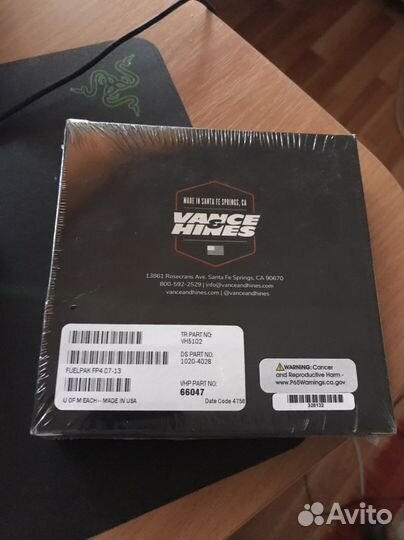 MADE IN SANTA FE SPRINGS, CA
VANCE
&
HINES
13861 Rosecrans Ave. Santa Fe Springs, CA 90670
800-592-2529 | info@vanceandhines.com
vanceandhines.com | @vanceandhines
TR PART NO:
VH5102
DS PART NO:
1020-4028
FUELPAK FP4 07-13
VHP PART NO:
66047
U OF M EACH -- MADE IN USA
Date Code 4758
WARNING: Cancer
and Reproductive Harm -
www.P65Warnings.ca.gov
328132
Avito